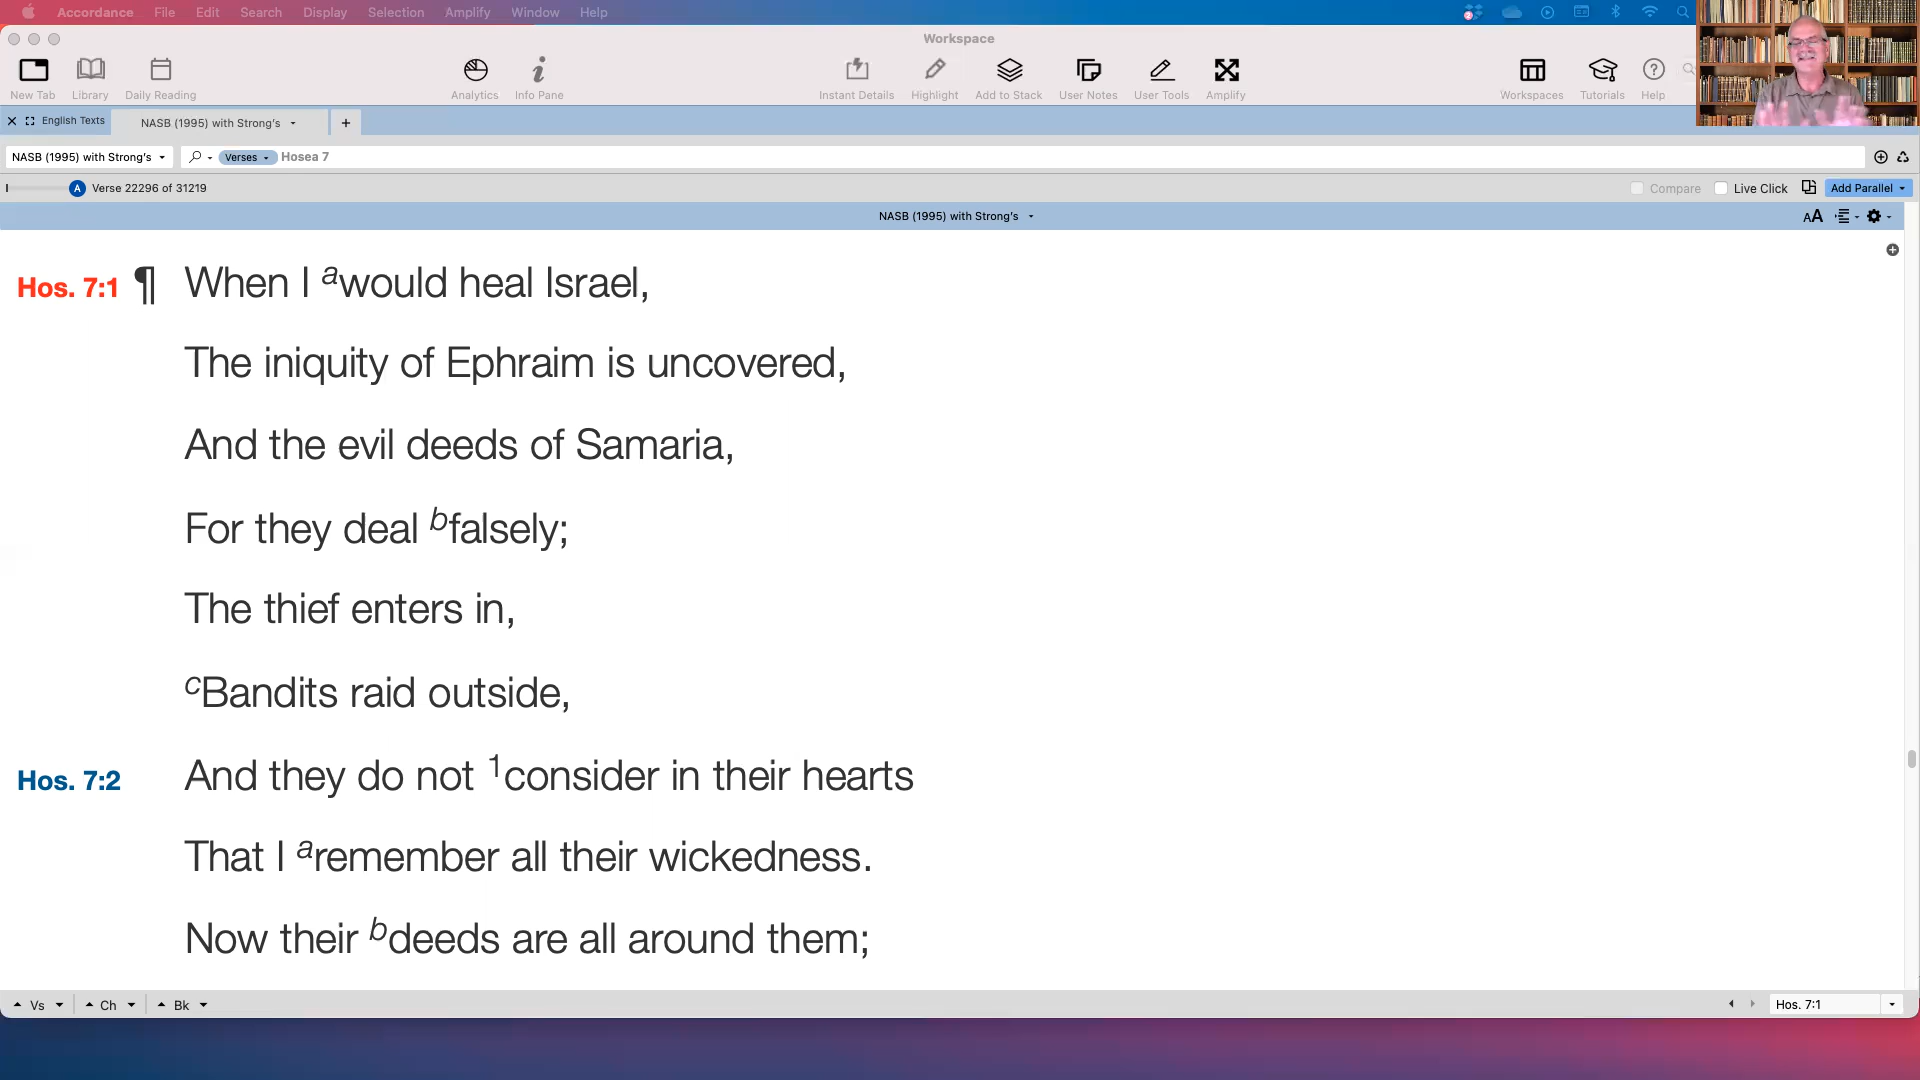 Accordance File Edit Search Display Selection Amplify Window Help
Workspace
New Tab Library Daily Reading Analytics Info Pane Instant Details Highlight Add to Stack User Notes User Tools Amplify Workspaces Tutorials Help
English Texts NASB (1995) with Strong's +
NASB (1995) with Strong's Verses Hosea 7
A Verse 22296 of 31219 Compare Live Click Add Parallel
NASB (1995) with Strong's AA
Hos. 7:1 ¶ When I ᵃwould heal Israel,
The iniquity of Ephraim is uncovered,
And the evil deeds of Samaria,
For they deal ᵇfalsely;
The thief enters in,
ᶜBandits raid outside,
Hos. 7:2 And they do not ¹consider in their hearts
That I ᵃremember all their wickedness.
Now their ᵇdeeds are all around them;
Vs Ch Bk Hos. 7:1